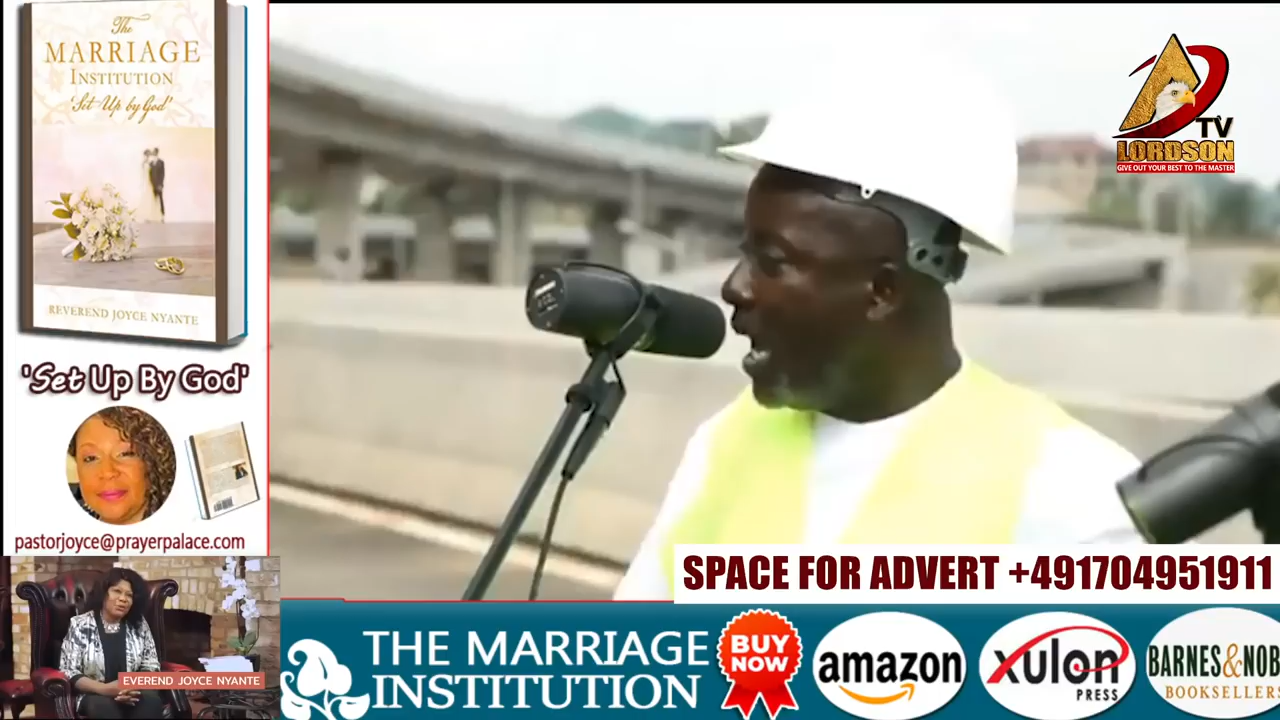 The
MARRIAGE
INSTITUTION
'Set Up by God'
REVEREND JOYCE NYANTE
'Set Up By God'
pastorjoyce@prayerpalace.com
EVEREND JOYCE NYANTE
TV
LORDSON
GIVE OUT YOUR BEST TO THE MASTER
SPACE FOR ADVERT +491704951911
THE MARRIAGE
INSTITUTION
BUY
NOW
amazon
xulon
PRESS
BARNES&NOB
BOOKSELLERS